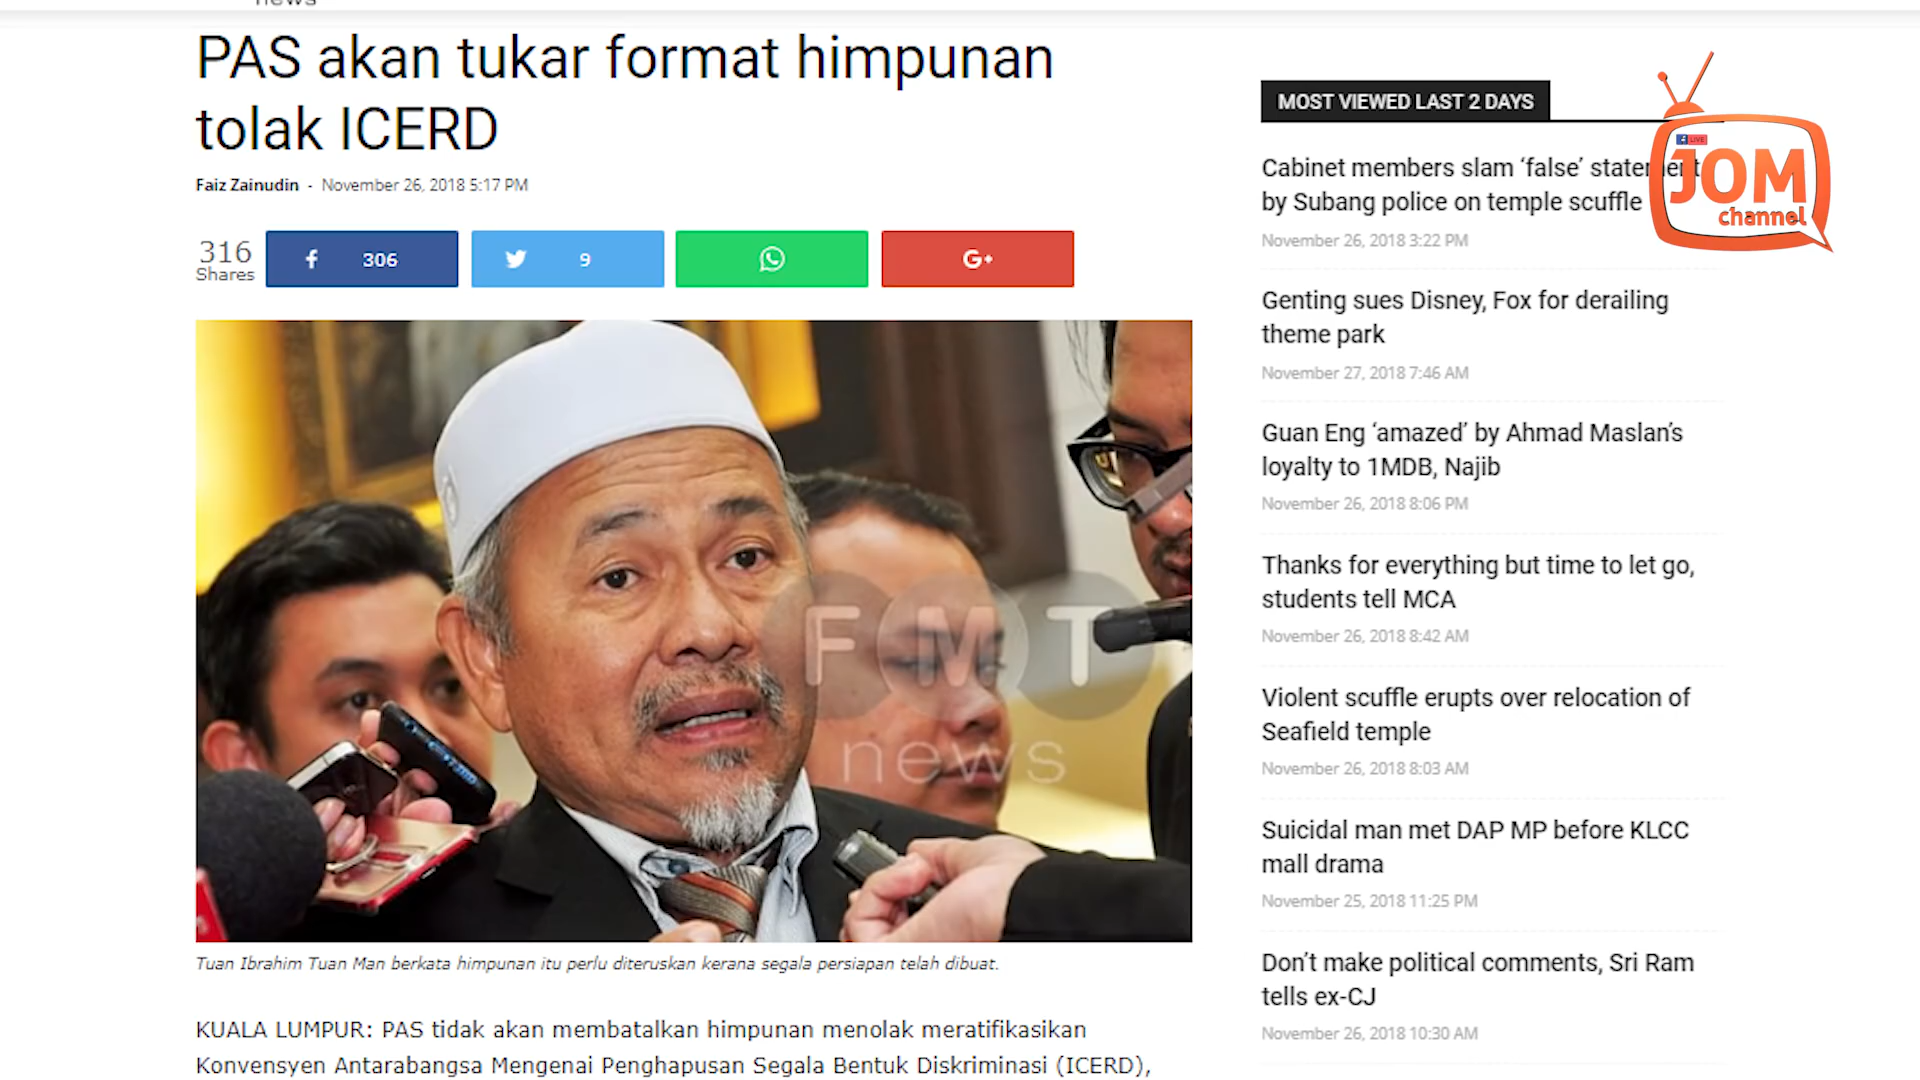 news
PAS akan tukar format himpunan
tolak ICERD
Faiz Zainudin - November 26, 2018 5:17 PM
316
Shares
306
9
G+
FMT
news
Tuan Ibrahim Tuan Man berkata himpunan itu perlu diteruskan kerana segala persiapan telah dibuat.
KUALA LUMPUR: PAS tidak akan membatalkan himpunan menolak meratifikasikan
Konvensyen Antarabangsa Mengenai Penghapusan Segala Bentuk Diskriminasi (ICERD),
MOST VIEWED LAST 2 DAYS
Cabinet members slam ‘false’ statement
by Subang police on temple scuffle
November 26, 2018 3:22 PM
Genting sues Disney, Fox for derailing
theme park
November 27, 2018 7:46 AM
Guan Eng ‘amazed’ by Ahmad Maslan’s
loyalty to 1MDB, Najib
November 26, 2018 8:06 PM
Thanks for everything but time to let go,
students tell MCA
November 26, 2018 8:42 AM
Violent scuffle erupts over relocation of
Seafield temple
November 26, 2018 8:03 AM
Suicidal man met DAP MP before KLCC
mall drama
November 25, 2018 11:25 PM
Don’t make political comments, Sri Ram
tells ex-CJ
November 26, 2018 10:30 AM
LIVE
JOM
channel